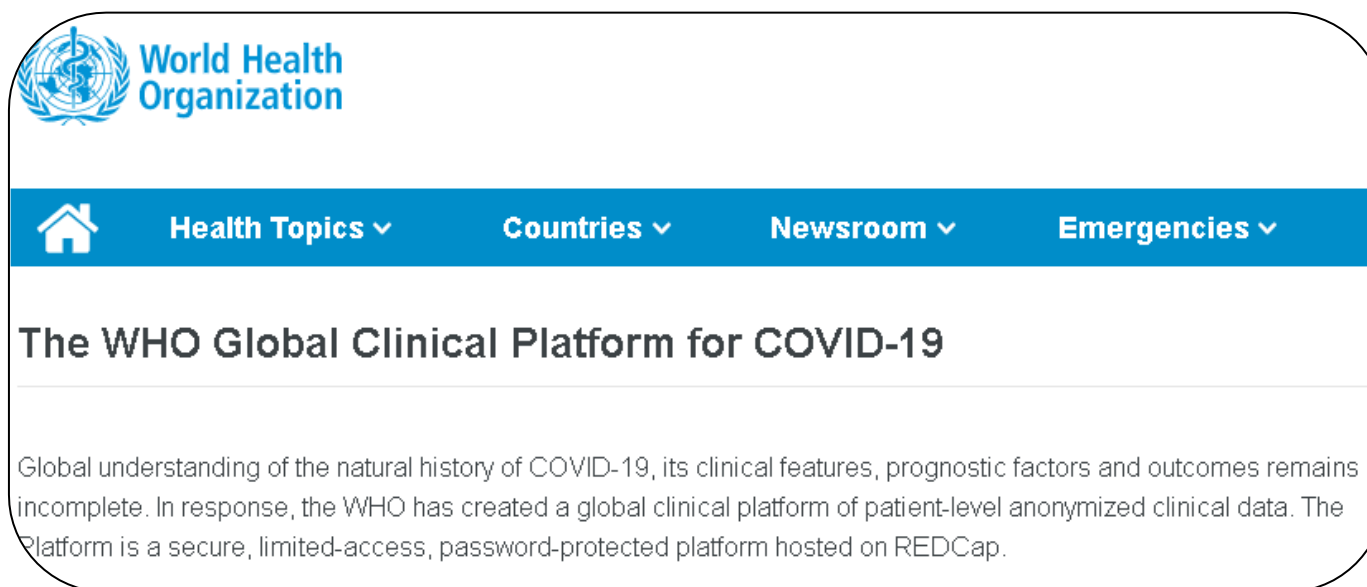 World Health
Organization
Health Topics Countries Newsroom Emergencies
The WHO Global Clinical Platform for COVID-19
Global understanding of the natural history of COVID-19, its clinical features, prognostic factors and outcomes remains
incomplete. In response, the WHO has created a global clinical platform of patient-level anonymized clinical data. The
Platform is a secure, limited-access, password-protected platform hosted on REDCap.